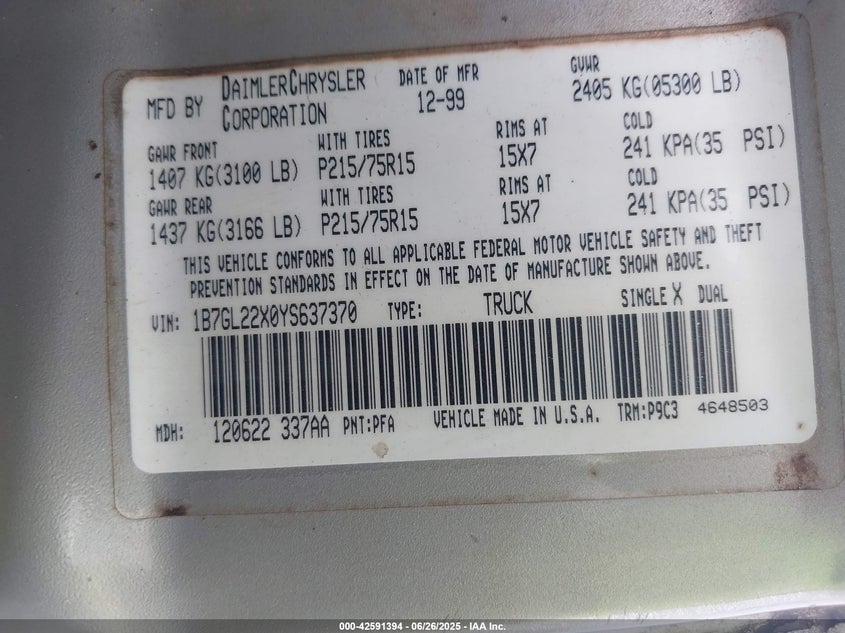 MFD BY DAIMLERCHRYSLER CORPORATION DATE OF MFR 12-99 GVWR 2405 KG(05300 LB)
GAWR FRONT WITH TIRES RIMS AT COLD
1407 KG(3100 LB) P215/75R15 15X7 241 KPA(35 PSI)
GAWR REAR WITH TIRES RIMS AT COLD
1437 KG(3166 LB) P215/75R15 15X7 241 KPA(35 PSI)
THIS VEHICLE CONFORMS TO ALL APPLICABLE FEDERAL MOTOR VEHICLE SAFETY AND THEFT
PREVENTION STANDARDS IN EFFECT ON THE DATE OF MANUFACTURE SHOWN ABOVE.
VIN: 1B7GL22X0YS637370 TYPE: TRUCK SINGLE X DUAL
MDH: 120622 337AA PNT:PFA VEHICLE MADE IN U.S.A. TRM:P9C3 4648503
000-42591394 | 06/26/2025 | IAA Inc.